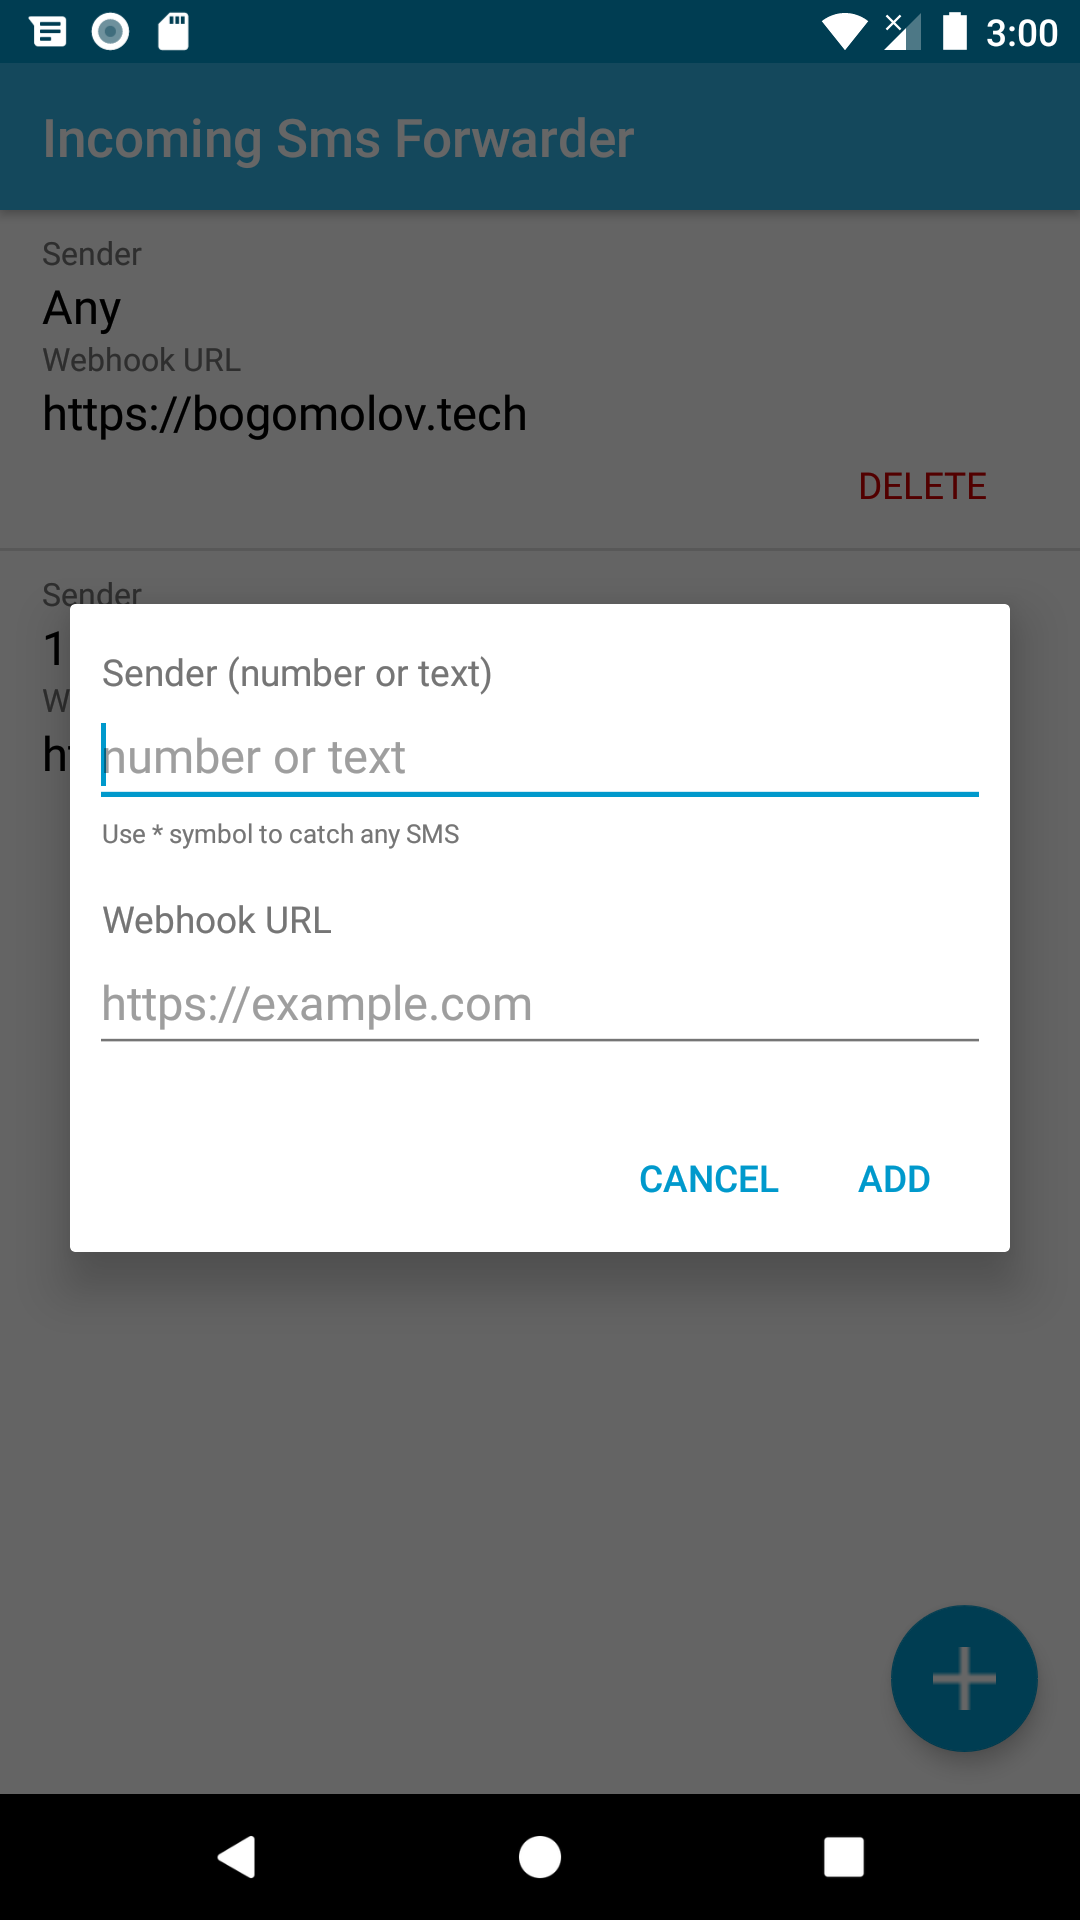 3:00
Incoming Sms Forwarder
Sender
Any
Webhook URL
https://bogomolov.tech
DELETE
Sender
Sender (number or text)
number or text
Use * symbol to catch any SMS
Webhook URL
https://example.com
CANCEL ADD